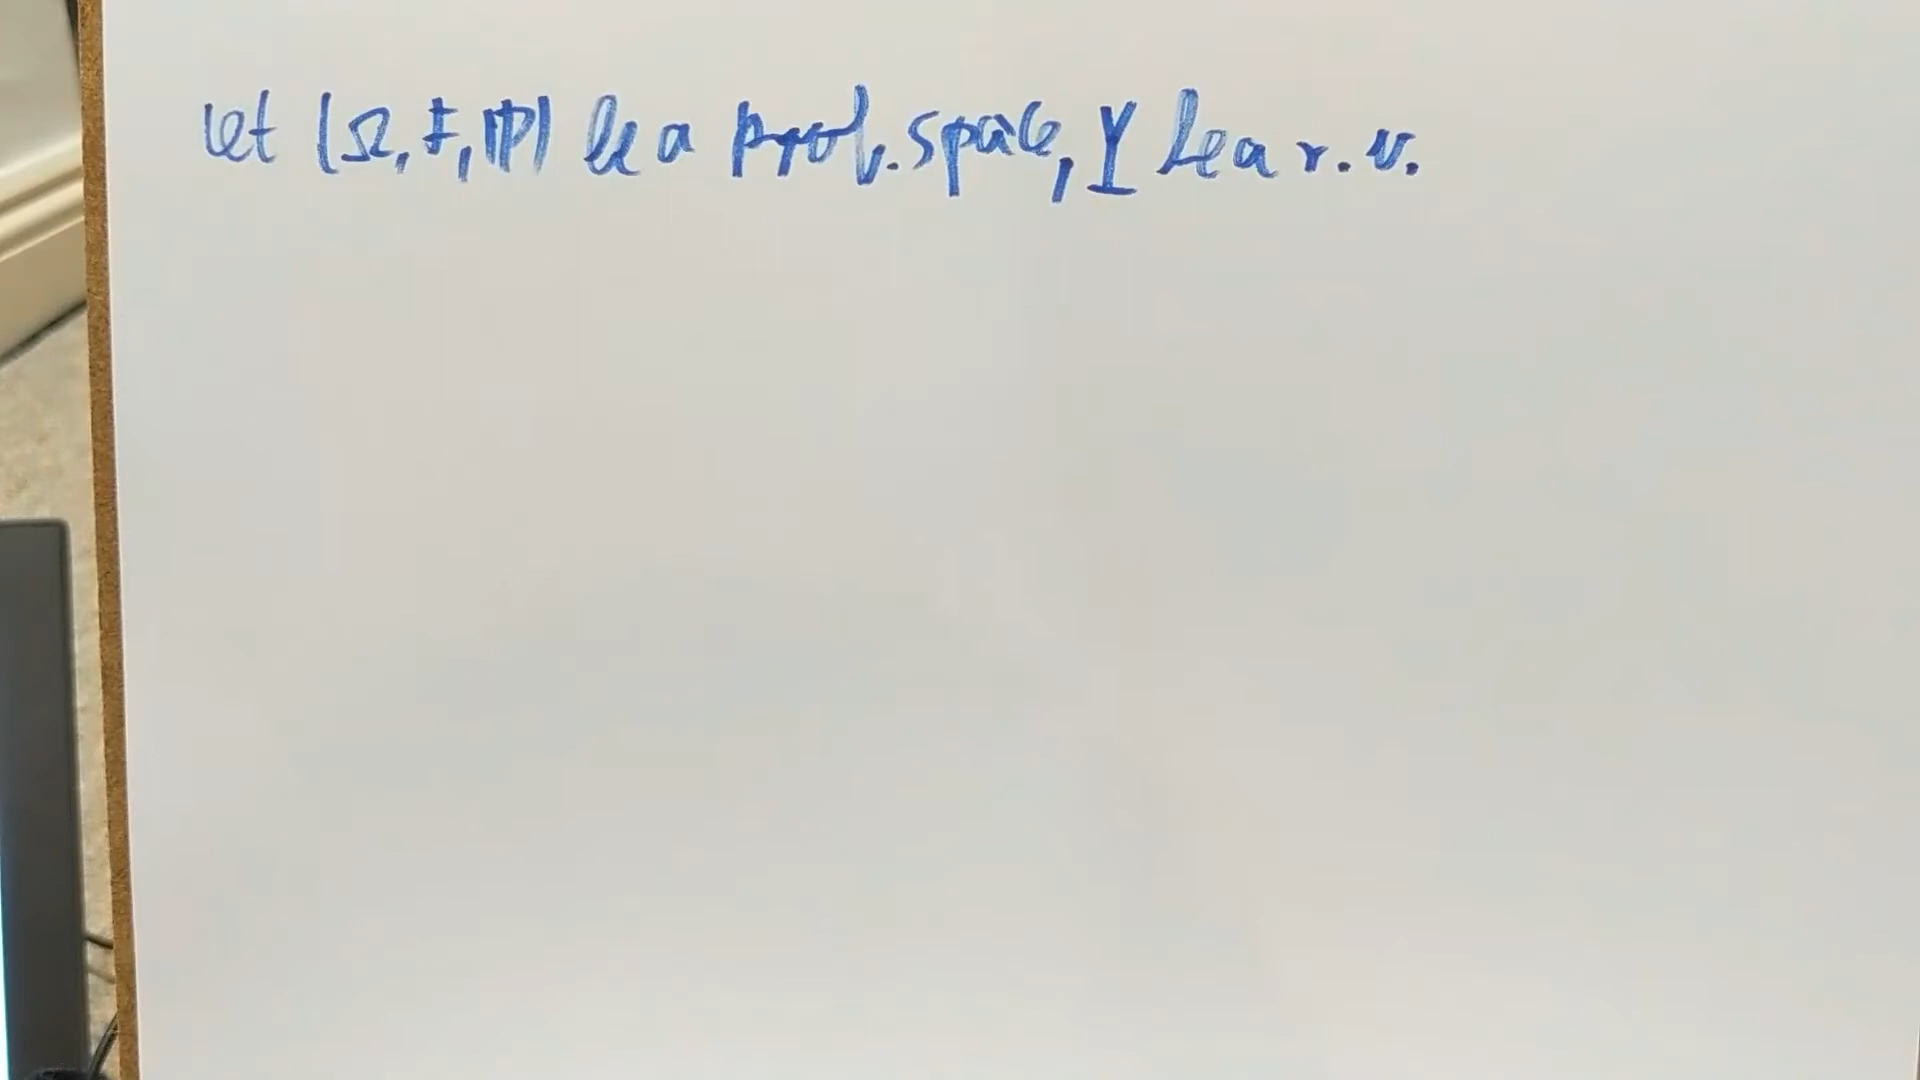 Let (Ω, F, ℙ) be a prob. space, Y be a r.v.